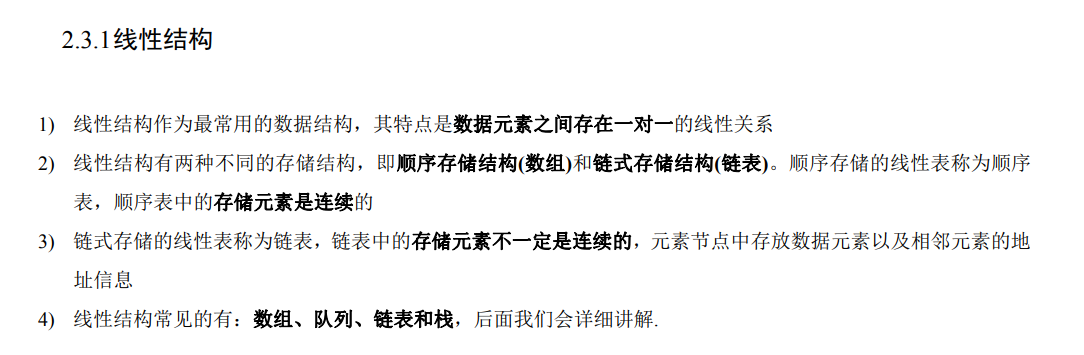 2.3.1线性结构
1) 线性结构作为最常用的数据结构，其特点是数据元素之间存在一对一的线性关系
2) 线性结构有两种不同的存储结构，即顺序存储结构(数组)和链式存储结构(链表)。顺序存储的线性表称为顺序
表，顺序表中的存储元素是连续的
3) 链式存储的线性表称为链表，链表中的存储元素不一定是连续的，元素节点中存放数据元素以及相邻元素的地
址信息
4) 线性结构常见的有：数组、队列、链表和栈，后面我们会详细讲解.